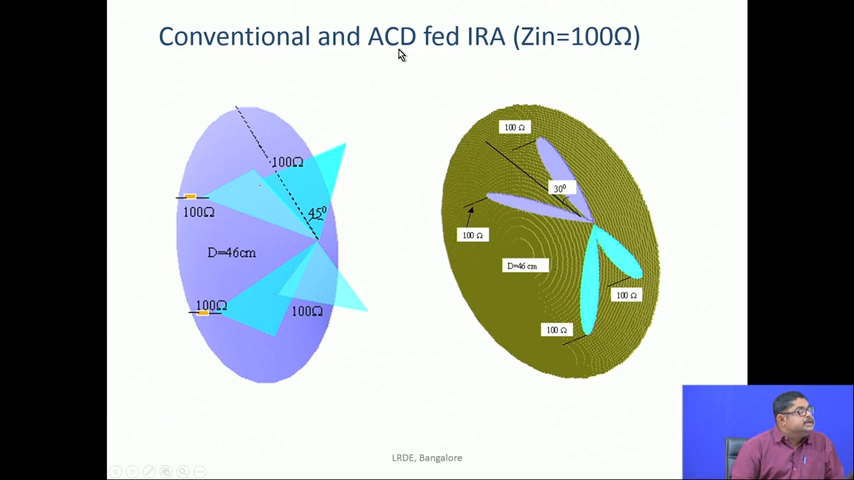 Conventional and ACD fed IRA (Zin=100Ω)
100Ω
100Ω
45⁰
D=46cm
100Ω
100Ω
100 Ω
30⁰
100 Ω
D=46 cm
100 Ω
100 Ω
LRDE, Bangalore